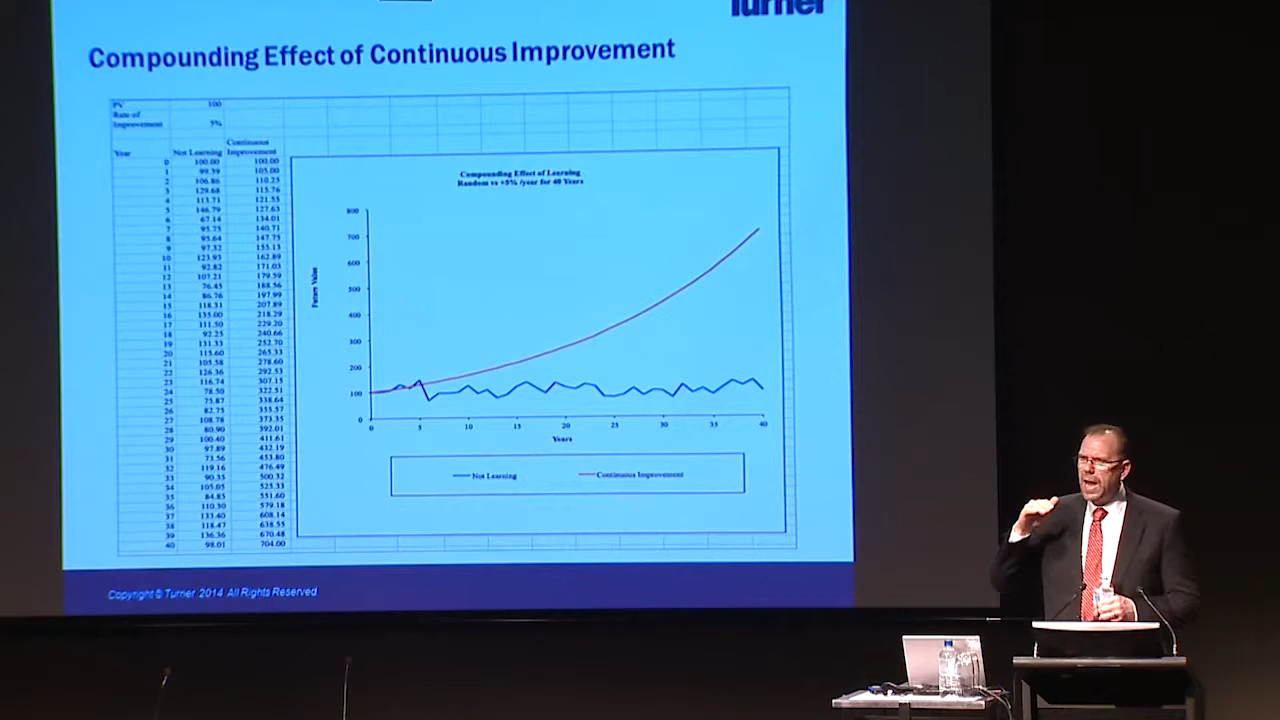 Turner
Compounding Effect of Continuous Improvement
PV 100
Rate of
Improvement 5%
Continuous
Year Not Learning Improvement
0 100.00 100.00
1 99.39 105.00
2 106.86 110.25
3 129.68 115.76
4 113.71 121.55
5 146.79 127.63
6 67.14 134.01
7 95.75 140.71
8 95.64 147.75
9 97.32 155.13
10 123.93 162.89
11 92.82 171.03
12 107.21 179.59
13 76.45 188.56
14 86.76 197.99
15 118.31 207.89
16 135.00 218.29
17 111.50 229.20
18 92.25 240.66
19 131.33 252.70
20 115.60 265.33
21 105.58 278.60
22 126.36 292.53
23 116.74 307.15
24 78.50 322.51
25 75.87 338.64
26 82.75 355.57
27 108.78 373.35
28 80.90 392.01
29 100.40 411.61
30 97.89 432.19
31 73.56 453.80
32 119.16 476.49
33 90.35 500.32
34 105.05 525.33
35 84.85 551.60
36 110.30 579.18
37 133.40 608.14
38 118.47 638.55
39 136.36 670.48
40 98.01 704.00
Compounding Effect of Learning
Random vs +5% /year for 40 Years
800
700
600
500
400
300
200
100
0
Future Value
0 5 10 15 20 25 30 35 40
Years
Not Learning Continuous Improvement
Copyright © Turner 2014 All Rights Reserved